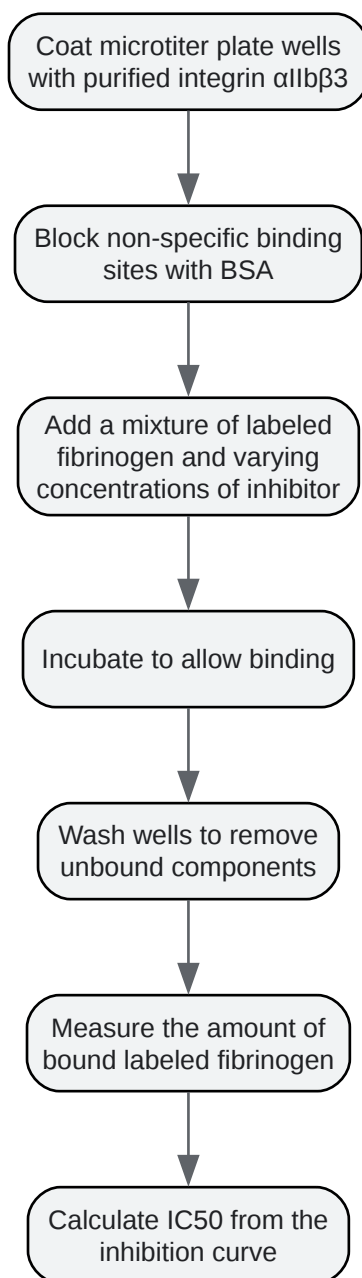 Coat microtiter plate wells
with purified integrin αIIbβ3
Block non-specific binding
sites with BSA
Add a mixture of labeled
fibrinogen and varying
concentrations of inhibitor
Incubate to allow binding
Wash wells to remove
unbound components
Measure the amount of
bound labeled fibrinogen
Calculate IC50 from the
inhibition curve